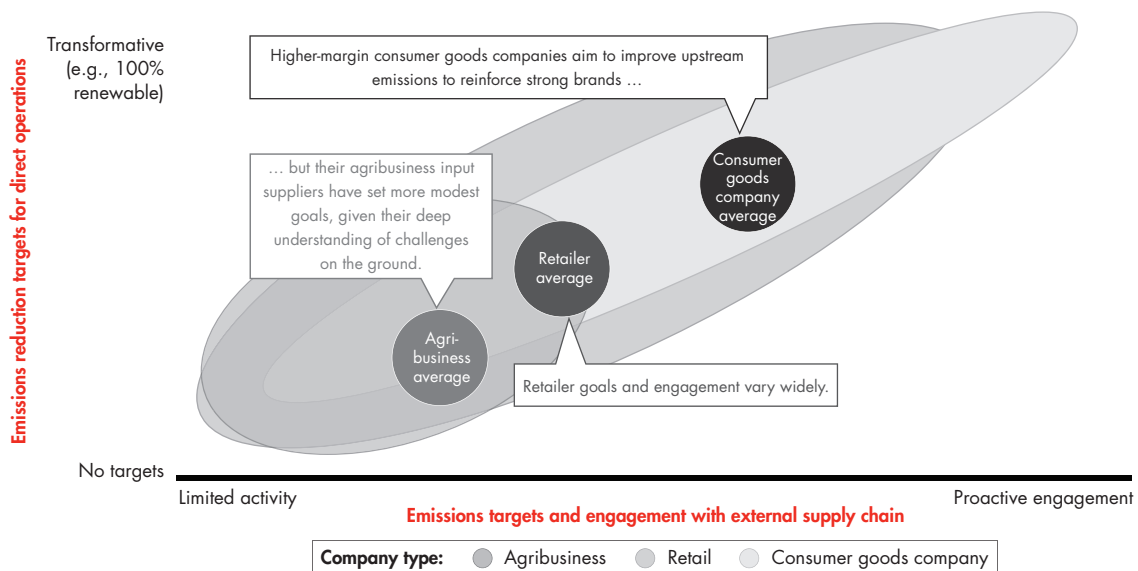 Emissions reduction targets for direct operations
Transformative
(e.g., 100%
renewable)
Higher-margin consumer goods companies aim to improve upstream
emissions to reinforce strong brands …
… but their agribusiness input
suppliers have set more modest
goals, given their deep
understanding of challenges
on the ground.
Consumer
goods
company
average
Retailer
average
Agri-
business
average
Retailer goals and engagement vary widely.
No targets
Limited activity
Proactive engagement
Emissions targets and engagement with external supply chain
Company type: Agribusiness Retail Consumer goods company